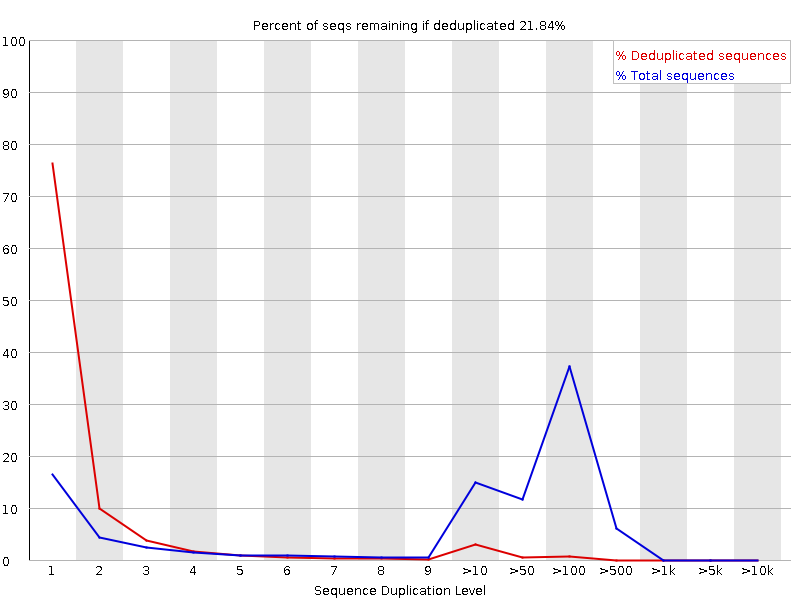 Percent of seqs remaining if deduplicated 21.84%
% Deduplicated sequences
% Total sequences
100
90
80
70
60
50
40
30
20
10
0
1 2 3 4 5 6 7 8 9 >10 >50 >100 >500 >1k >5k >10k
Sequence Duplication Level